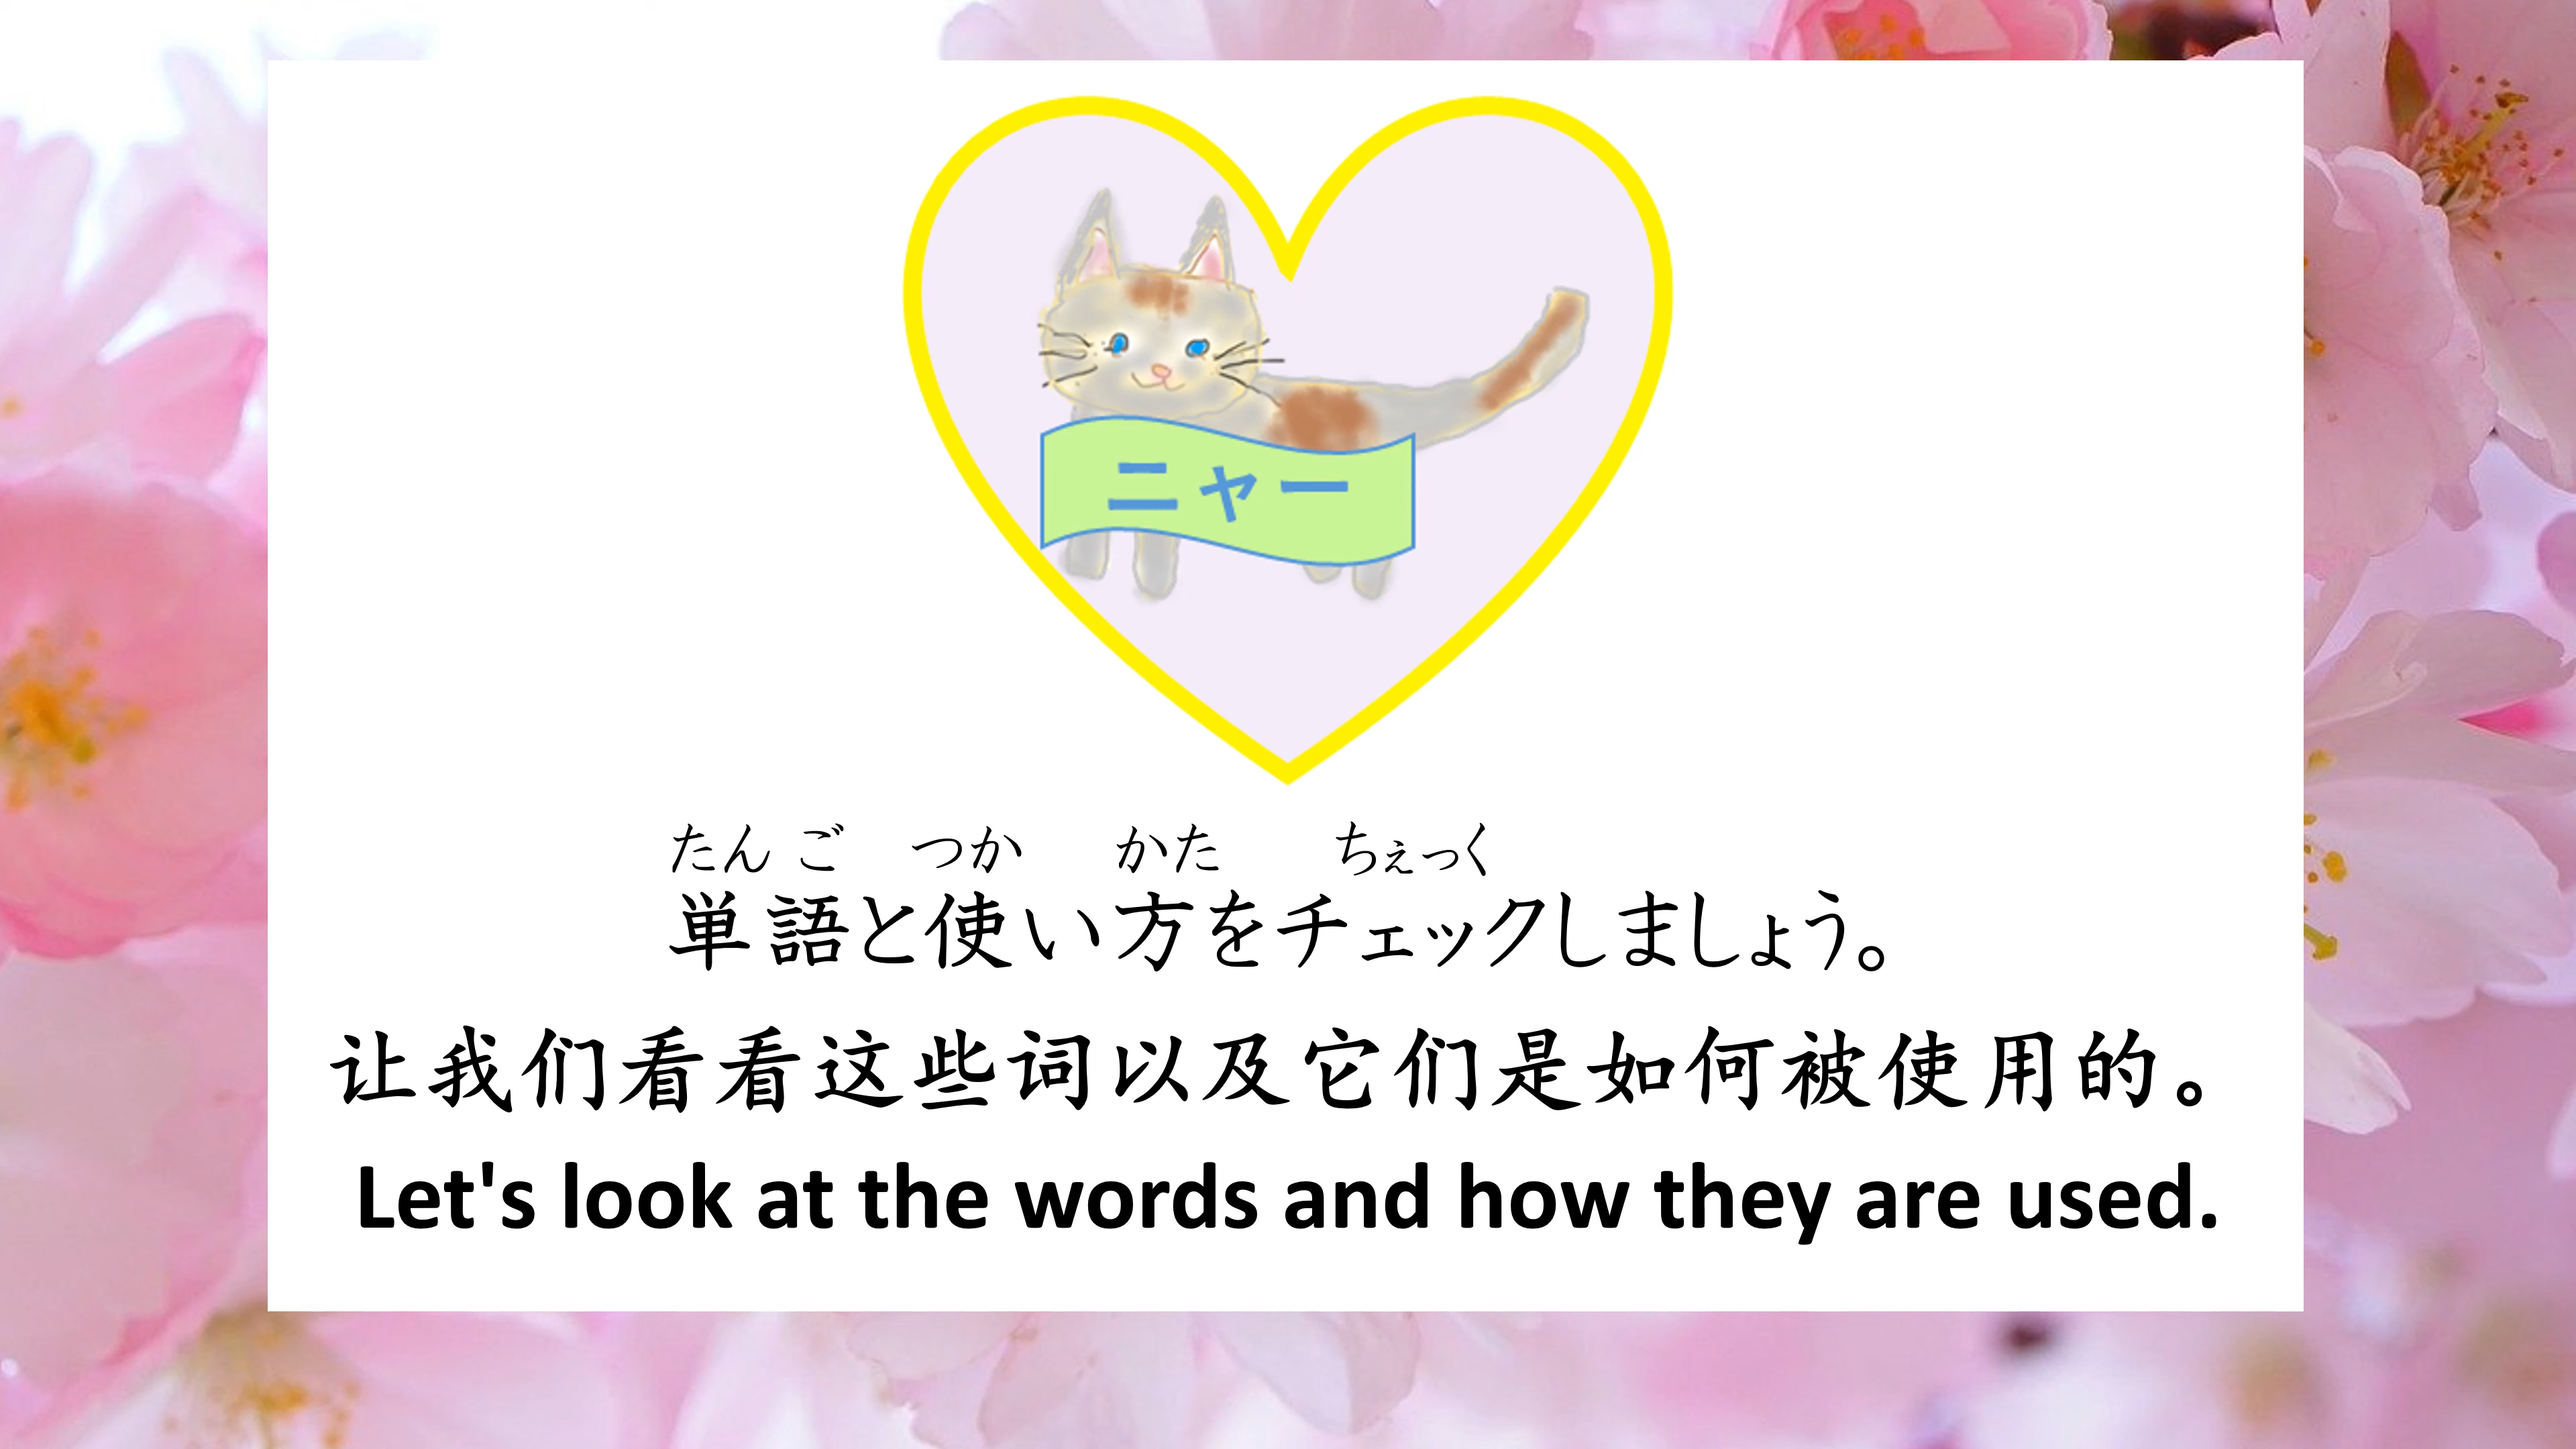 ニャー
たんご つか かた ちぇっく
単語と使い方をチェックしましょう。
让我们看看这些词以及它们是如何被使用的。
Let's look at the words and how they are used.